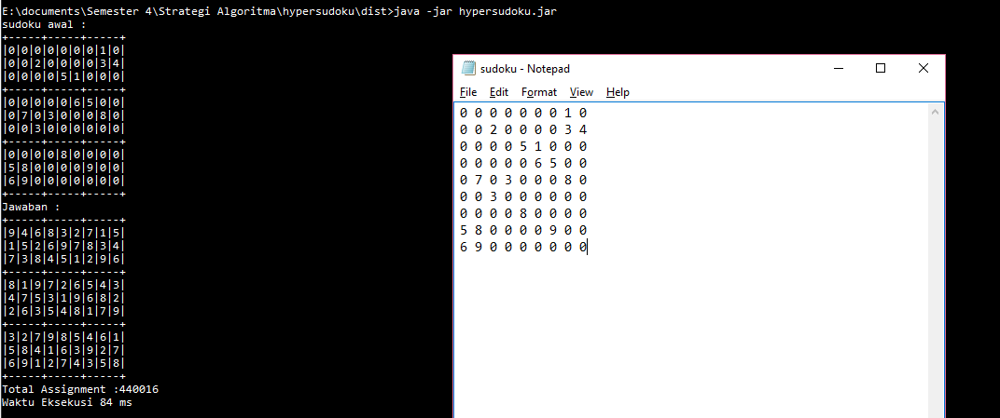 E:\documents\Semester 4\Strategi Algoritma\hypersudoku\dist>java -jar hypersudoku.jar
sudoku awal :
+-----+-----+-----+
|0|0|0|0|0|0|0|1|0|
|0|0|2|0|0|0|0|3|4|
|0|0|0|0|5|1|0|0|0|
+-----+-----+-----+
|0|0|0|0|0|6|5|0|0|
|0|7|0|3|0|0|0|8|0|
|0|0|3|0|0|0|0|0|0|
+-----+-----+-----+
|0|0|0|0|8|0|0|0|0|
|5|8|0|0|0|0|9|0|0|
|6|9|0|0|0|0|0|0|0|
+-----+-----+-----+
Jawaban :
+-----+-----+-----+
|9|4|6|8|3|2|7|1|5|
|1|5|2|6|9|7|8|3|4|
|7|3|8|4|5|1|2|9|6|
+-----+-----+-----+
|8|1|9|7|2|6|5|4|3|
|4|7|5|3|1|9|6|8|2|
|2|6|3|5|4|8|1|7|9|
+-----+-----+-----+
|3|2|7|9|8|5|4|6|1|
|5|8|4|1|6|3|9|2|7|
|6|9|1|2|7|4|3|5|8|
+-----+-----+-----+
Total Assignment :440016
Waktu Eksekusi 84 ms
sudoku - Notepad
File Edit Format View Help
0 0 0 0 0 0 0 1 0
0 0 2 0 0 0 0 3 4
0 0 0 0 5 1 0 0 0
0 0 0 0 0 6 5 0 0
0 7 0 3 0 0 0 8 0
0 0 3 0 0 0 0 0 0
0 0 0 0 8 0 0 0 0
5 8 0 0 0 0 9 0 0
6 9 0 0 0 0 0 0 0